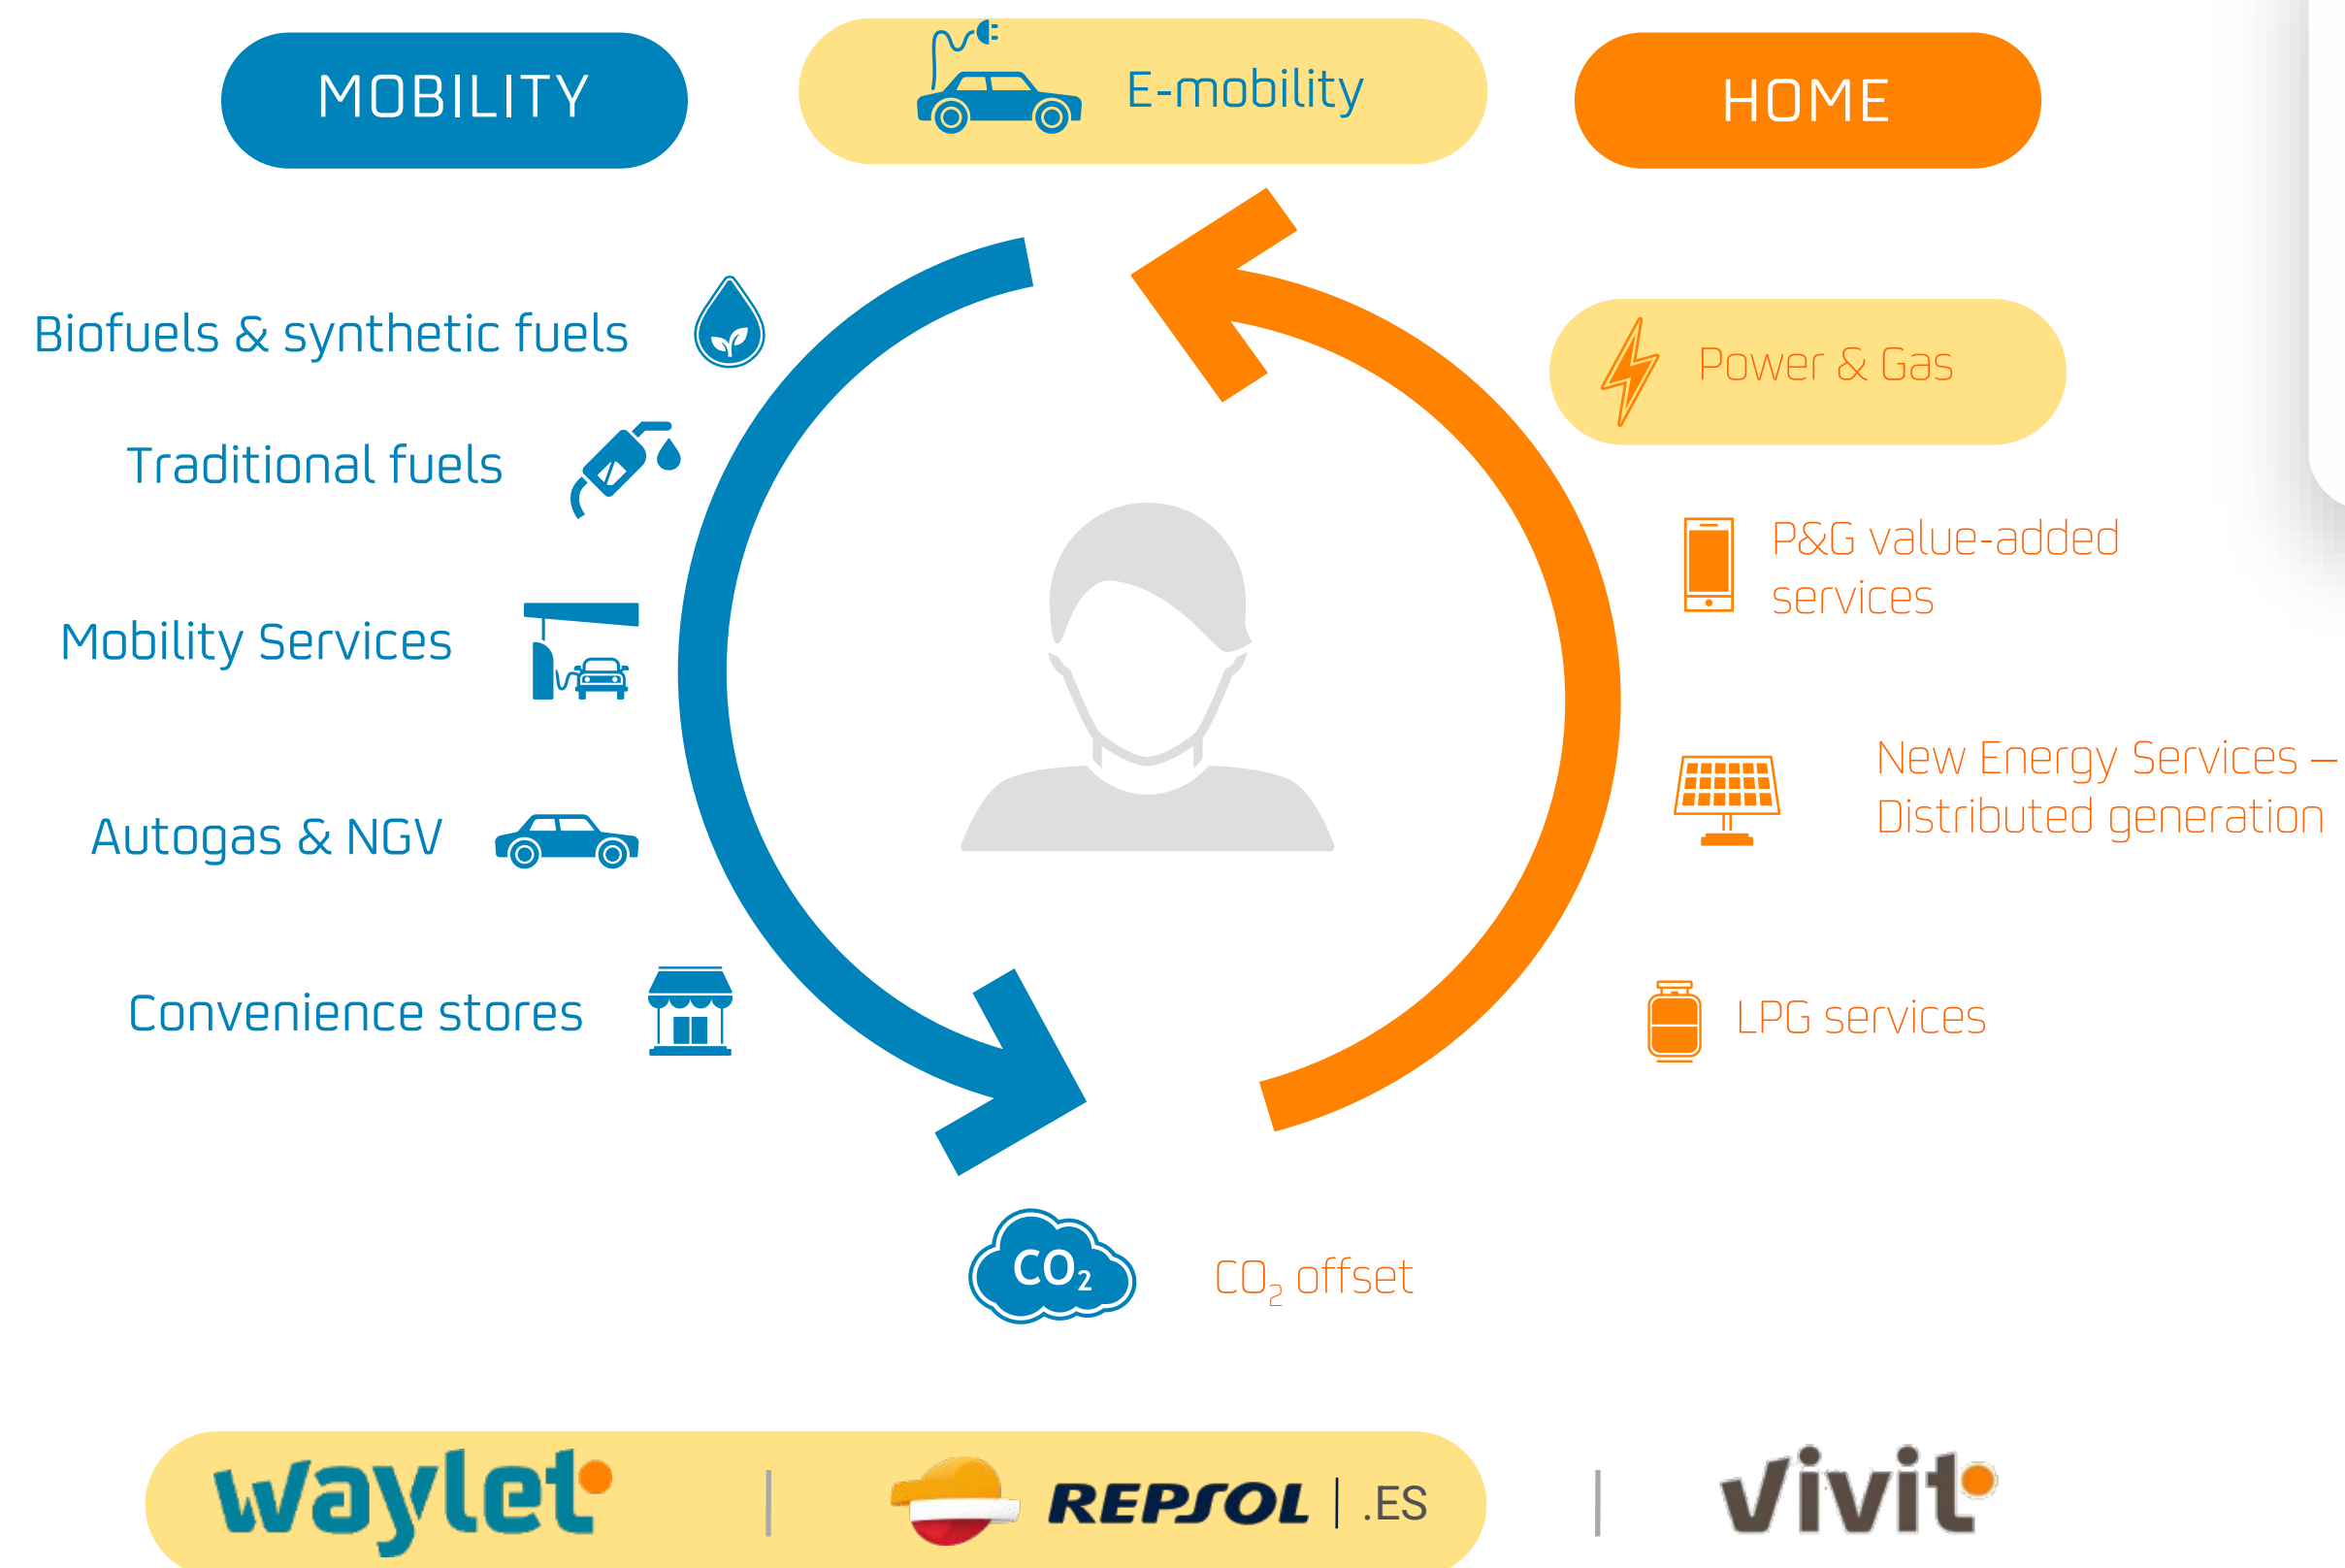 MOBILITY
E-mobility
HOME
Biofuels & synthetic fuels
Traditional fuels
Mobility Services
Autogas & NGV
Convenience stores
Power & Gas
P&G value-added
services
New Energy Services –
Distributed generation
LPG services
CO₂
CO₂ offset
waylet
REPSOL | .ES
vivit